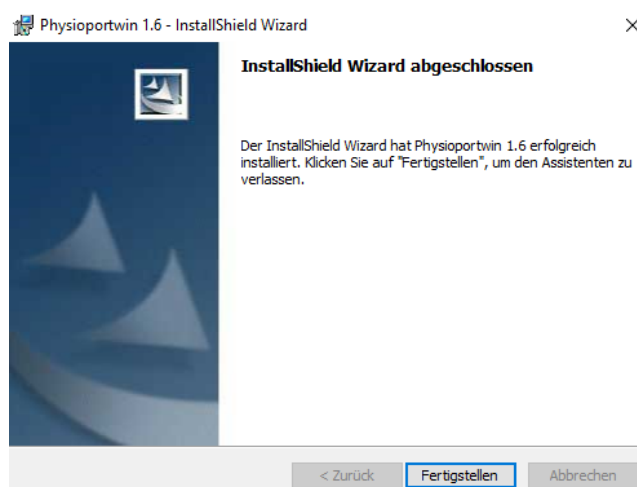 Physioportwin 1.6 - InstallShield Wizard
InstallShield Wizard abgeschlossen
Der InstallShield Wizard hat Physioportwin 1.6 erfolgreich
installiert. Klicken Sie auf "Fertigstellen", um den Assistenten zu
verlassen.
< Zurück Fertigstellen Abbrechen